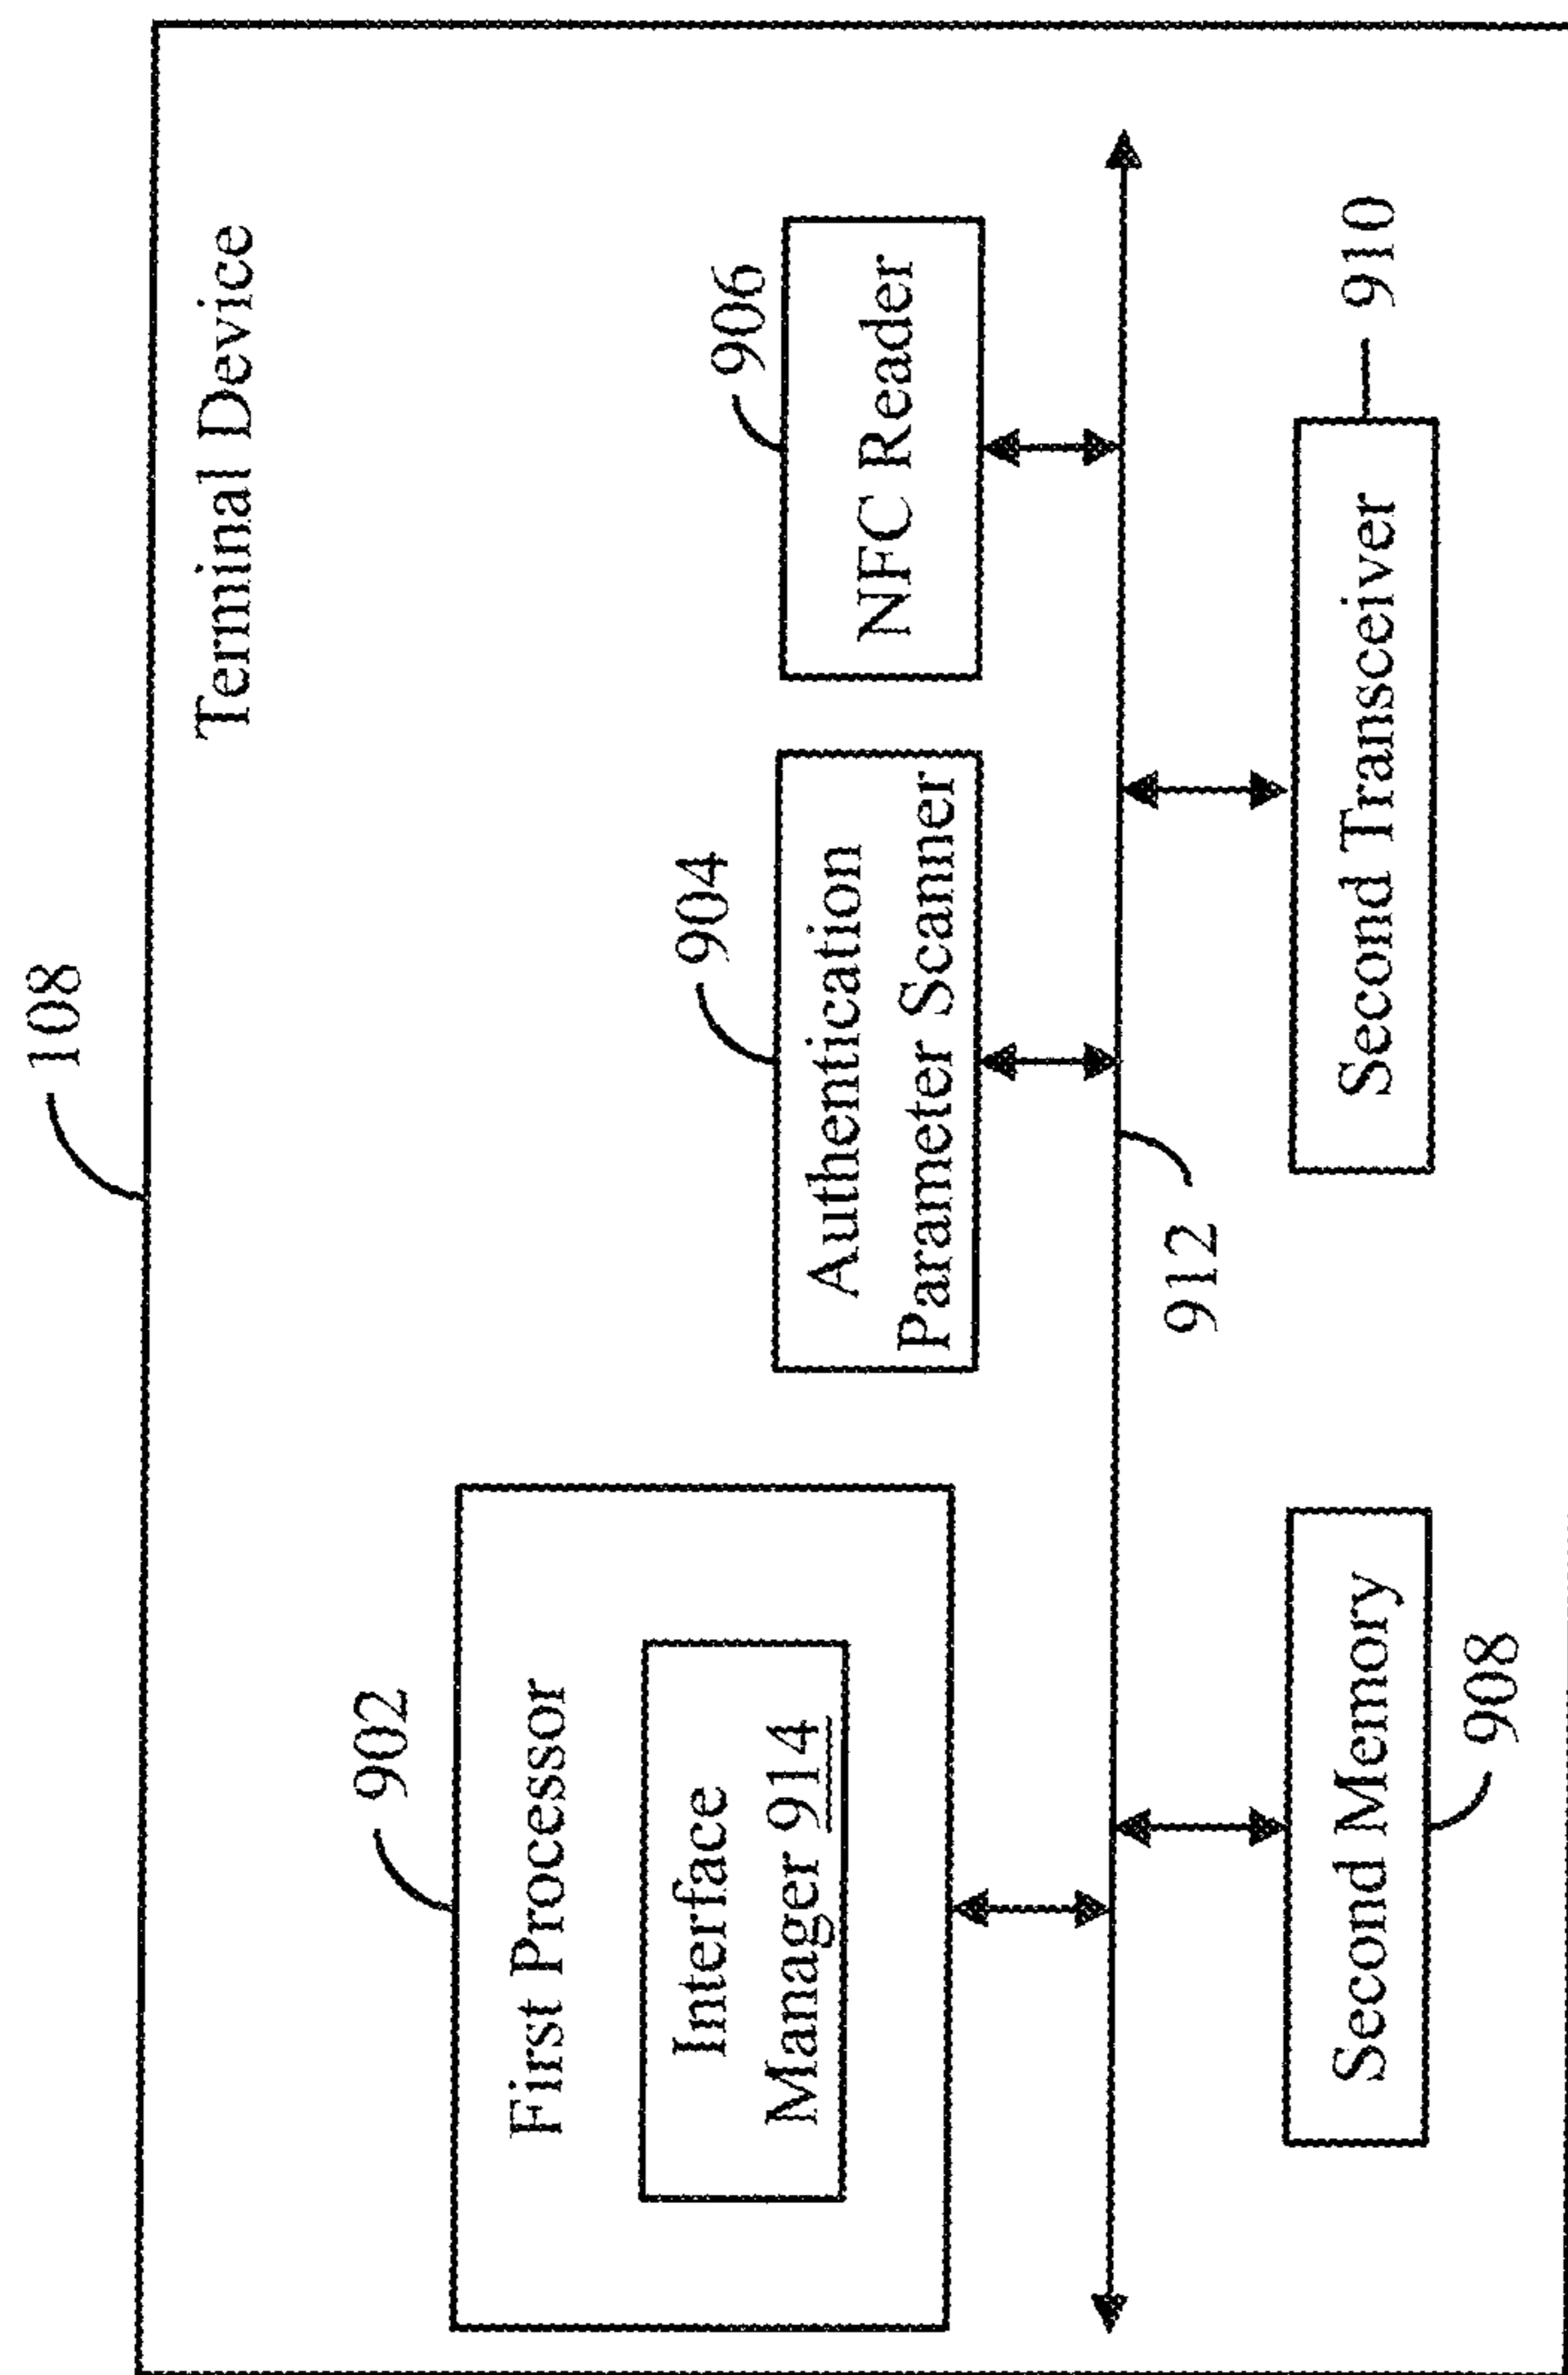 108
Terminal Device
902
First Processor
Interface
Manager 914
904
Authentication
Parameter Scanner
906
NFC Reader
912
Second Memory
908
Second Transceiver
910